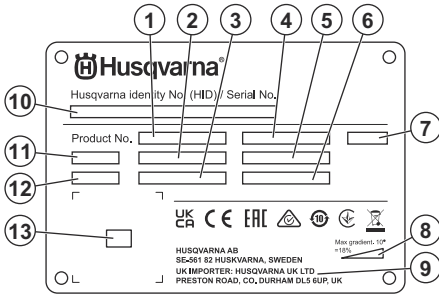 1
2
3
4
5
6
Husqvarna®
Husqvarna identity No. (HID) / Serial No.
10
Product No.
7
11
12
UK CA CE EAC 10
13
Max gradient. 10°
=18%
8
HUSQVARNA AB
SE-561 82 HUSKVARNA, SWEDEN
UK IMPORTER: HUSQVARNA UK LTD
9
PRESTON ROAD, CO. DURHAM DL5 6UP, UK